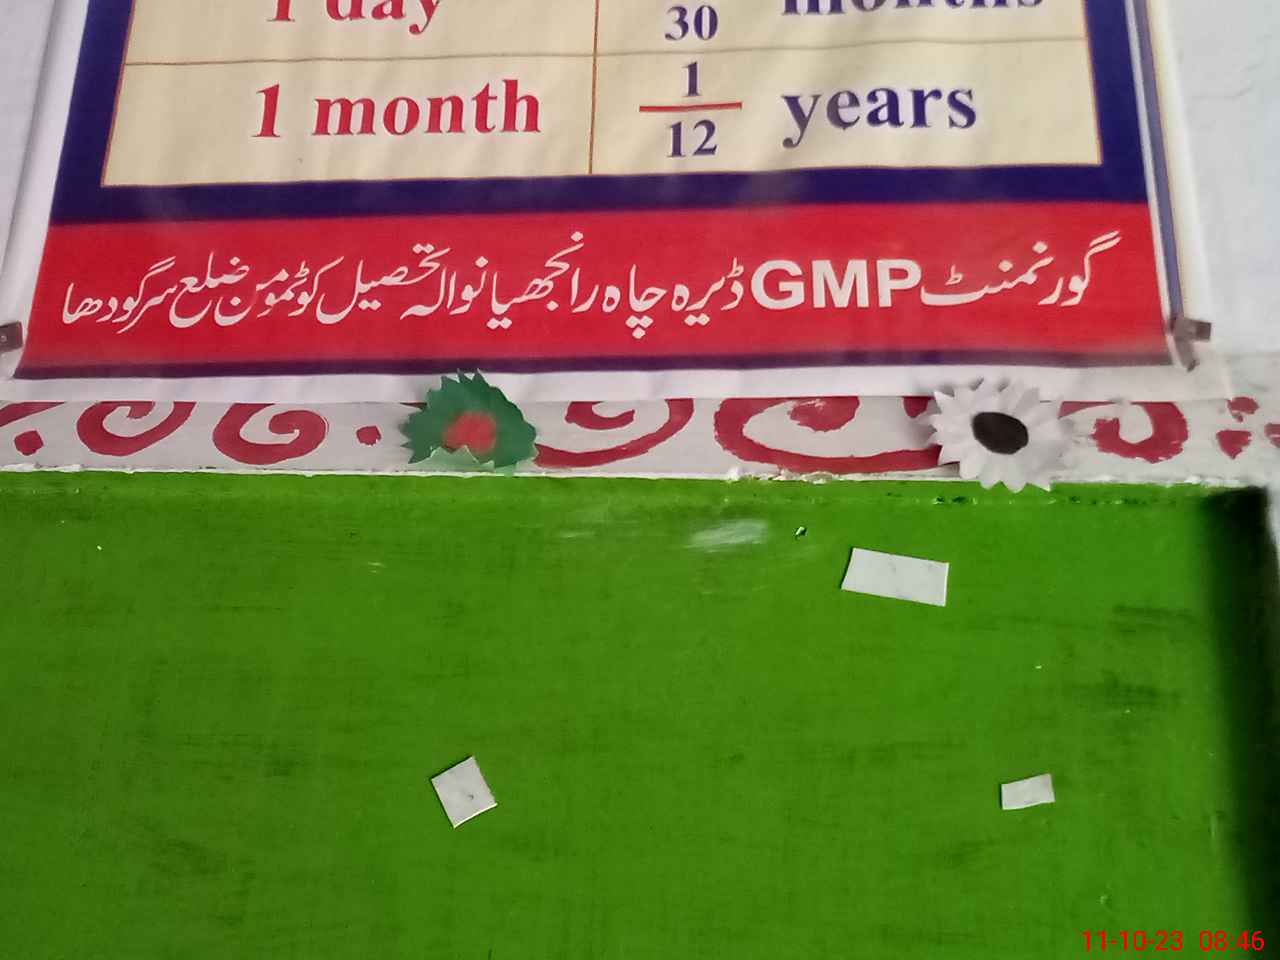 1 day 1/30 months
1 month 1/12 years
گورنمنٹ GMP ڈیرہ چاہ رانجھیانوالہ تحصیل کوٹمومن ضلع سرگودھا
11-10-23 08:46